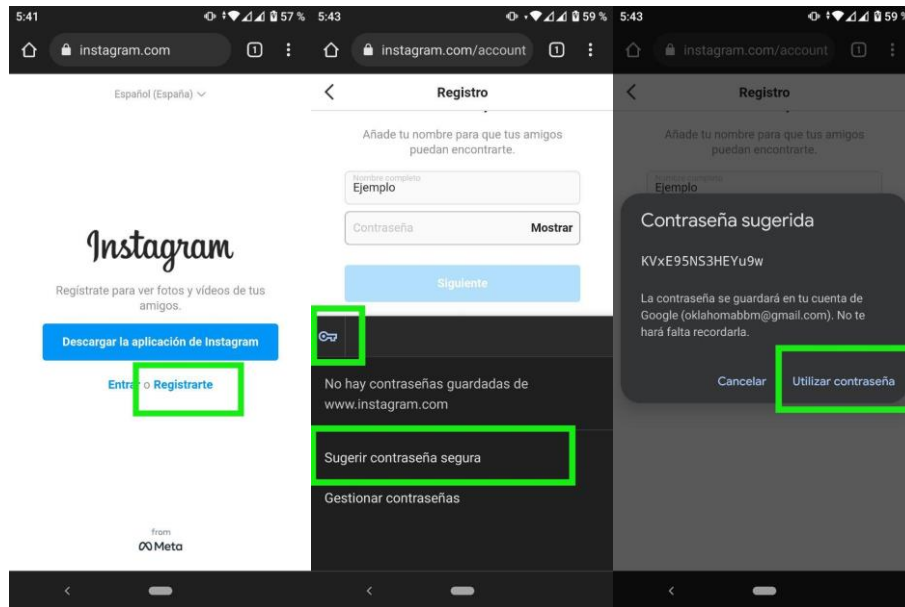 5:41
57 %
instagram.com
1
Español (España)
Instagram
Regístrate para ver fotos y vídeos de tus
amigos.
Descargar la aplicación de Instagram
Entrar o Registrarte
from
Meta
5:43
59 %
instagram.com/account
1
Registro
Añade tu nombre para que tus amigos
puedan encontrarte.
Nombre completo
Ejemplo
Contraseña
Mostrar
Siguiente
No hay contraseñas guardadas de
www.instagram.com
Sugerir contraseña segura
Gestionar contraseñas
5:43
59 %
instagram.com/account
1
Registro
Añade tu nombre para que tus amigos
puedan encontrarte.
Nombre completo
Ejemplo
Contraseña sugerida
KVxE95NS3HEYu9w
La contraseña se guardará en tu cuenta de
Google (oklahomabbm@gmail.com). No te
hará falta recordarla.
Cancelar
Utilizar contraseña